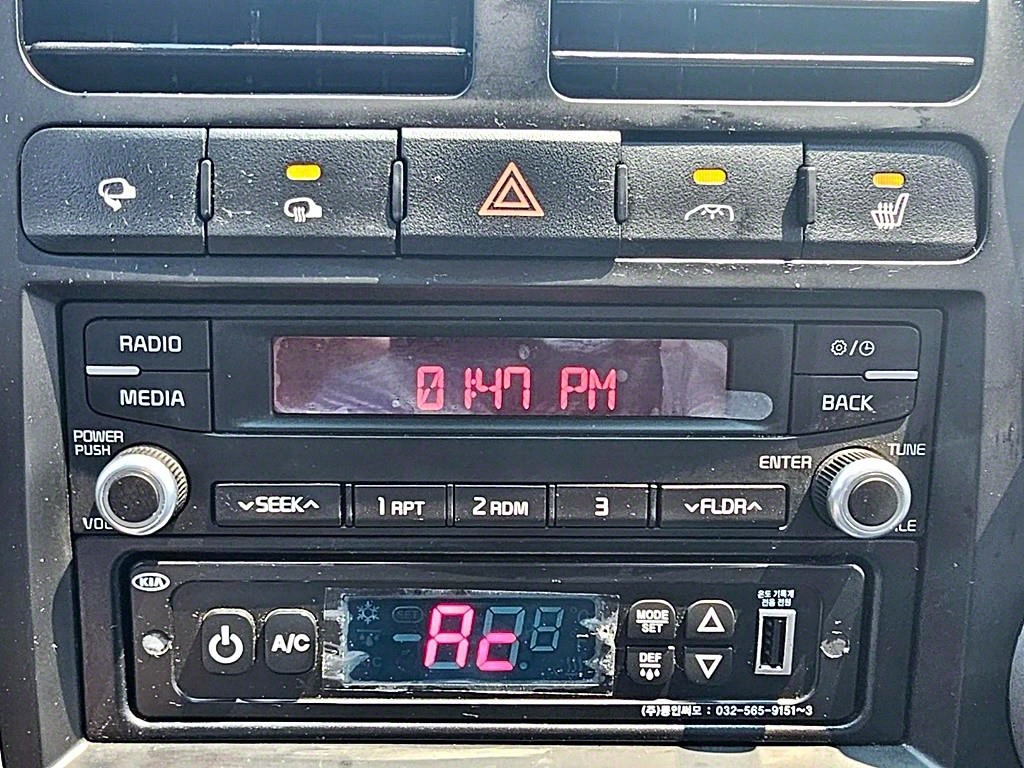 RADIO
MEDIA
01:47 PM
BACK
POWER
PUSH
ENTER
TUNE
SEEK
1 RPT
2 RDM
3
FLDR
KIA
A/C
Ac
MODE
SET
DEF
온도 기록계
전용 전원
(주)롱인써모 : 032-565-9151~3